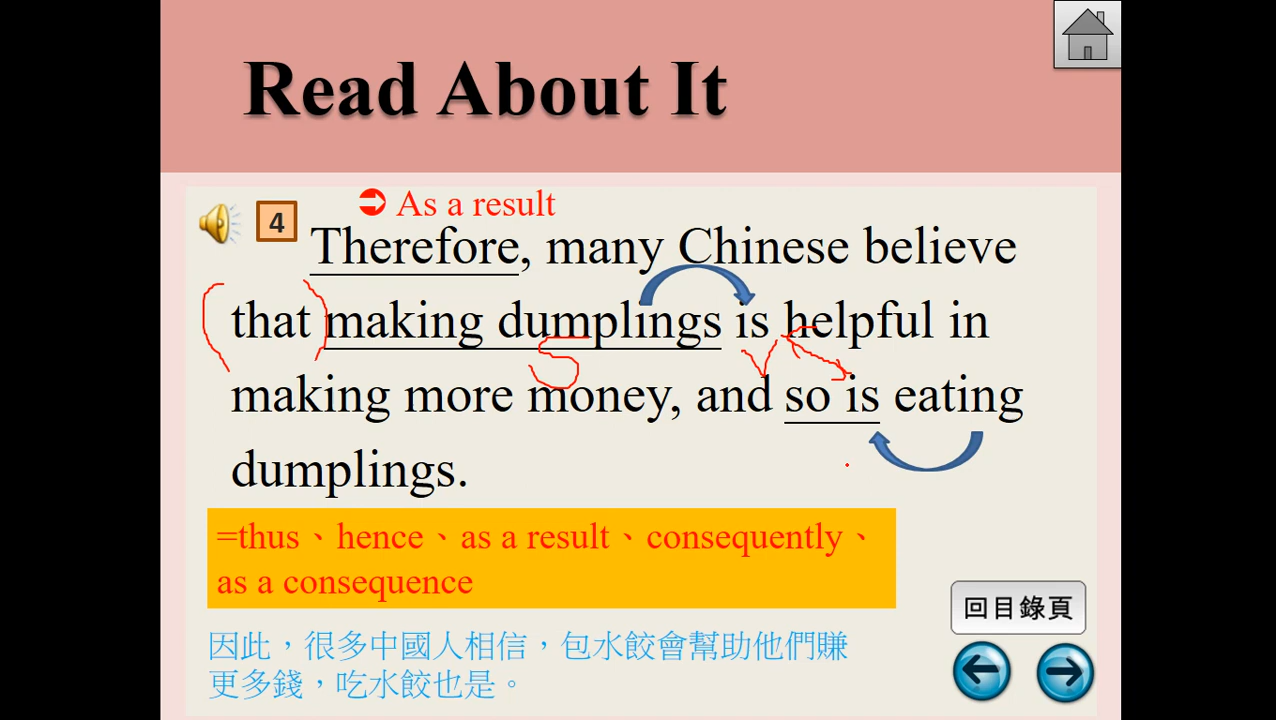 Read About It
➲ As a result
4
Therefore, many Chinese believe
that making dumplings is helpful in
S V
making more money, and so is eating
dumplings.
=thus、hence、as a result、consequently、
as a consequence
回目錄頁
因此，很多中國人相信，包水餃會幫助他們賺
更多錢，吃水餃也是。